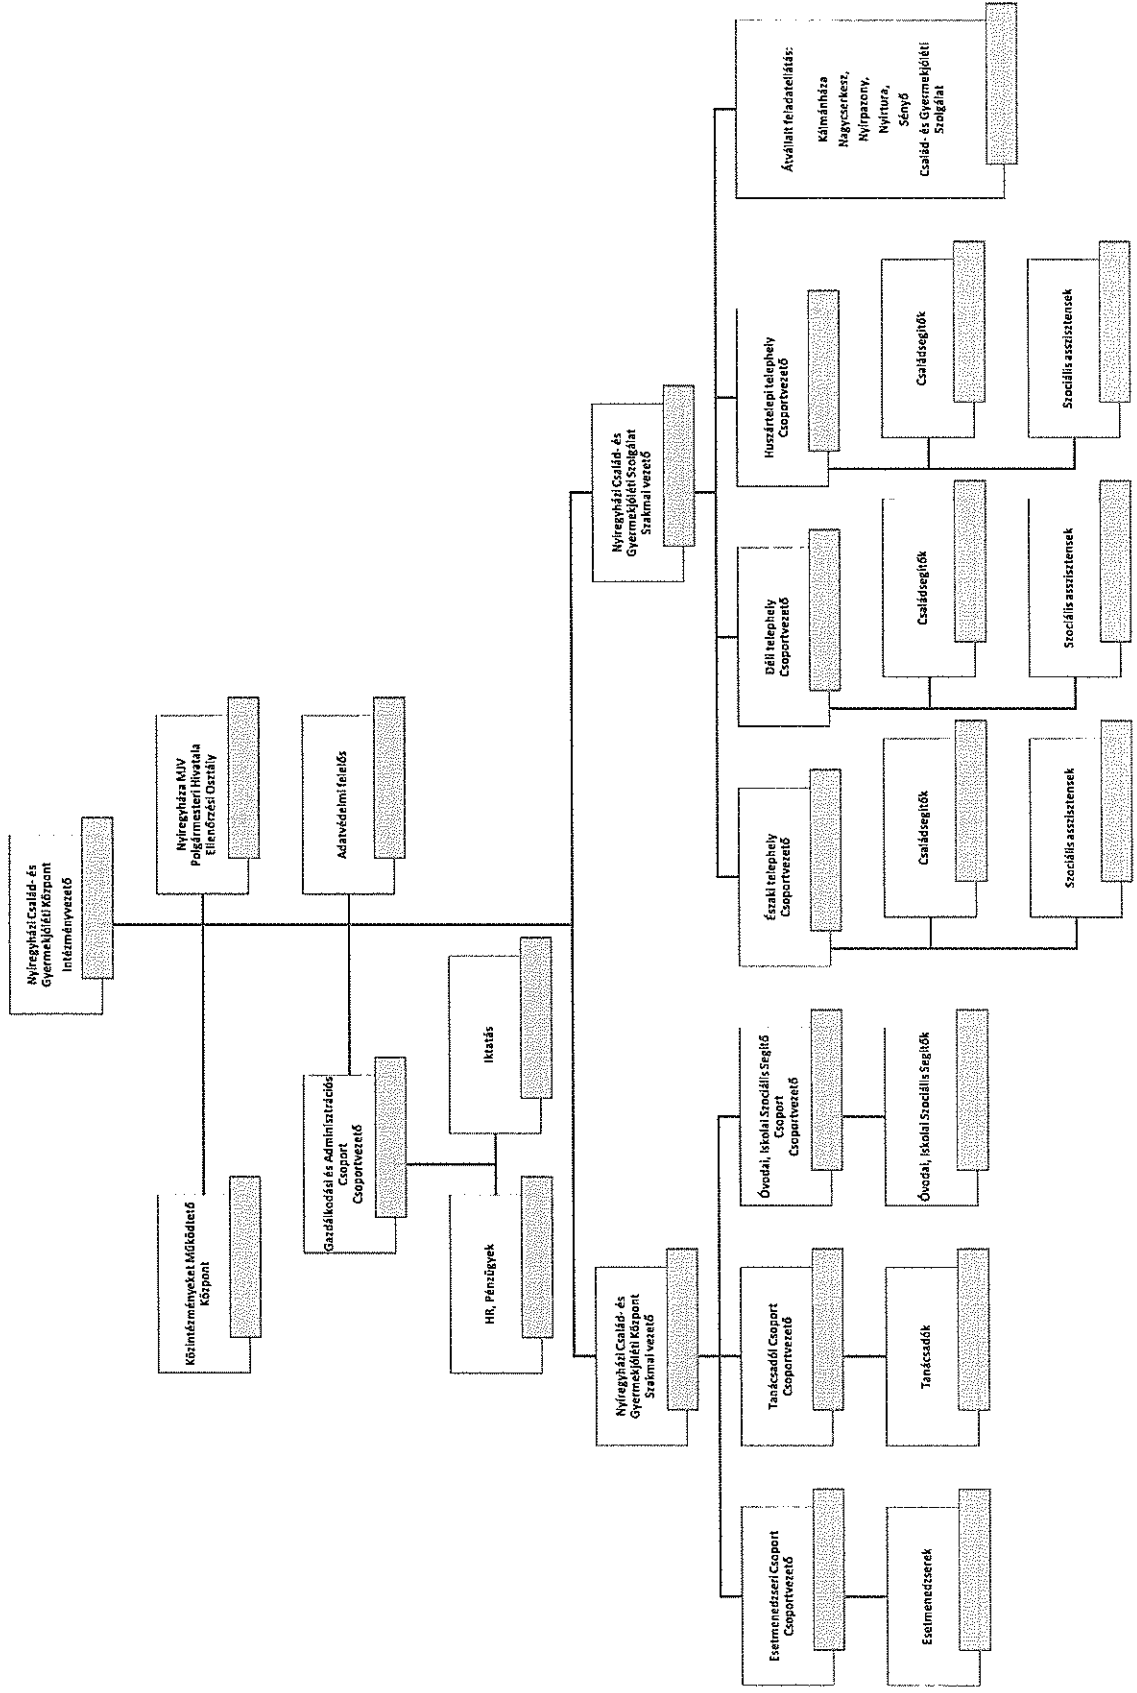 Nyíregyházi Család- és
Gyermekjóléti Központ
Intézményvezető
Közintézményeket Működtető
Központ
Nyíregyháza MJV
Polgármesteri Hivatala
Ellenőrzési Osztály
Gazdálkodási és Adminisztrációs
Csoport
Csoportvezető
Adatvédelmi felelős
HR, Pénzügyek
Iktatás
Nyíregyházi Család- és
Gyermekjóléti Központ
Szakmai vezető
Nyíregyházi Család- és
Gyermekjóléti Szolgálat
Szakmai vezető
Esetmenedzseri Csoport
Csoportvezető
Tanácsadói Csoport
Csoportvezető
Óvodai, Iskolai Szociális Segítő
Csoport
Csoportvezető
Északi telephely
Csoportvezető
Déli telephely
Csoportvezető
Huszártelepi telephely
Csoportvezető
Átvállalt feladatellátás:
Kálmánháza
Nagycserkesz,
Nyírpazony,
Nyírtura,
Sényő
Család- és Gyermekjóléti
Szolgálat
Esetmenedzserek
Tanácsadók
Óvodai, Iskolai Szociális Segítők
Családsegítők
Családsegítők
Családsegítők
Szociális asszisztensek
Szociális asszisztensek
Szociális asszisztensek